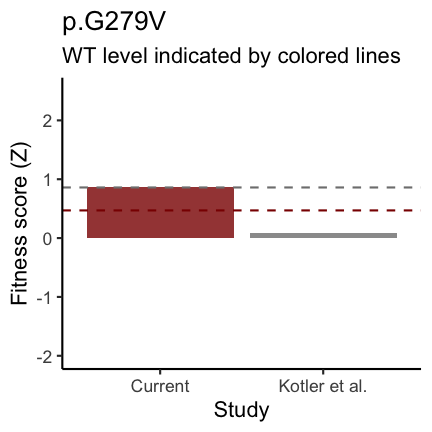 p.G279V
WT level indicated by colored lines
Fitness score (Z)
2
1
0
-1
-2
Current
Kotler et al.
Study